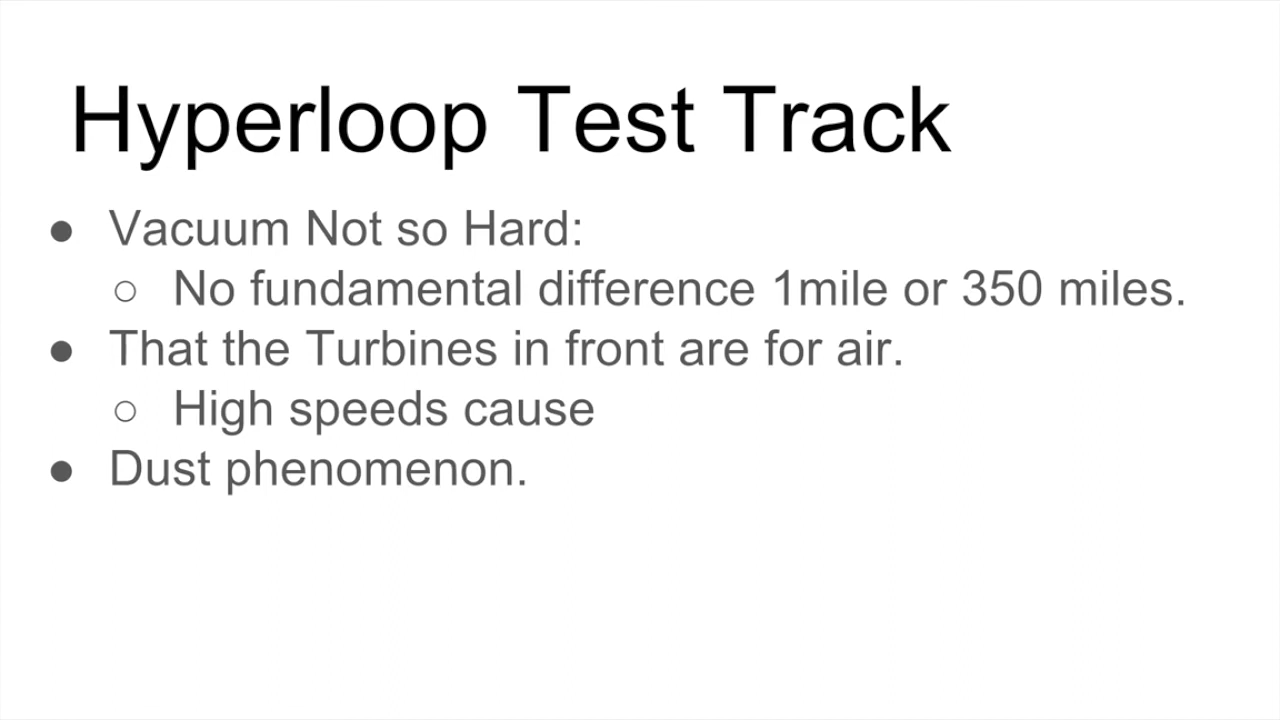 Hyperloop Test Track
● Vacuum Not so Hard:
○ No fundamental difference 1mile or 350 miles.
● That the Turbines in front are for air.
○ High speeds cause
● Dust phenomenon.